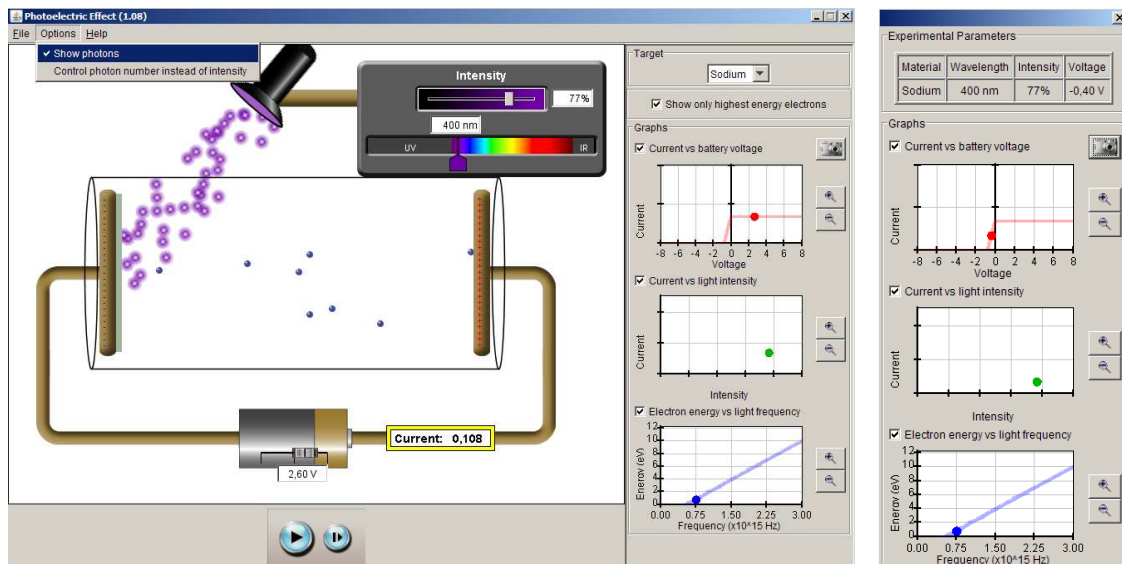 Photoelectric Effect (1.08)
File Options Help
Show photons
Control photon number instead of intensity
Intensity
77%
400 nm
UV
IR
Current: 0,108
2,60 V
Target
Sodium
Show only highest energy electrons
Graphs
Current vs battery voltage
Current
-8 -6 -4 -2 0 2 4 6 8
Voltage
Current vs light intensity
Current
Intensity
Electron energy vs light frequency
Energy (eV)
12
10
8
6
4
2
0
0.00 0.75 1.50 2.25 3.00
Frequency (x10^15 Hz)
Experimental Parameters
Material Wavelength Intensity Voltage
Sodium 400 nm 77% -0,40 V
Graphs
Current vs battery voltage
Current
-8 -6 -4 -2 0 2 4 6 8
Voltage
Current vs light intensity
Current
Intensity
Electron energy vs light frequency
Energy (eV)
12
10
8
6
4
2
0
0.00 0.75 1.50 2.25 3.00
Frequency (x10^15 Hz)